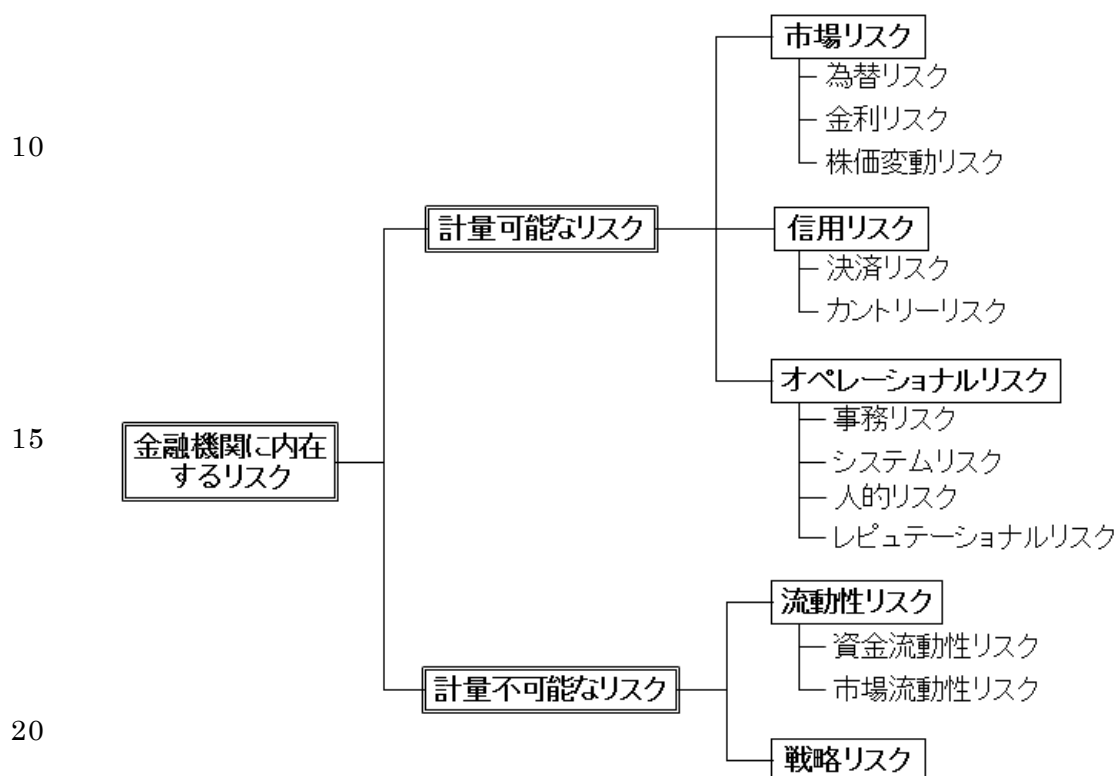 市場リスク
為替リスク
金利リスク
10
株価変動リスク
計量可能なリスク
信用リスク
決済リスク
カントリーリスク
オペレーショナルリスク
事務リスク
15
金融機関に内在
するリスク
システムリスク
人的リスク
レピュテーショナルリスク
流動性リスク
資金流動性リスク
計量不可能なリスク
市場流動性リスク
20
戦略リスク